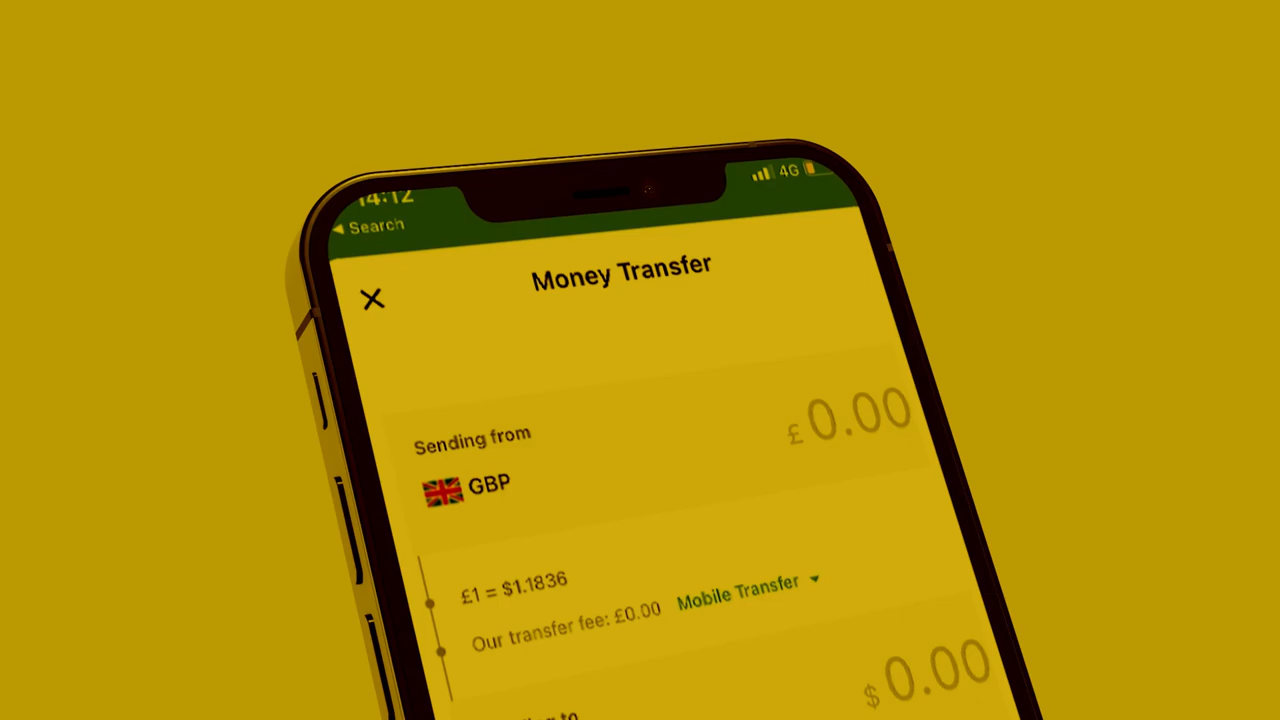 14:12
4G
Search
Money Transfer
Sending from
£ 0.00
GBP
£1 = $1.1836
Our transfer fee: £0.00 Mobile Transfer
$ 0.00
to